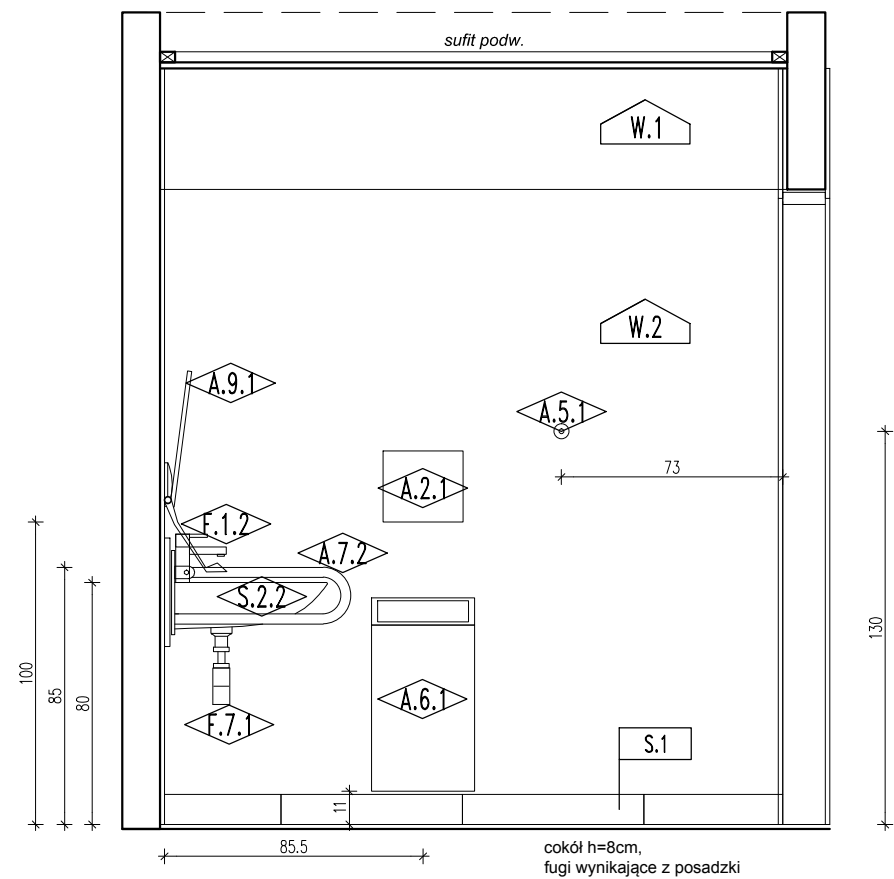 sufit podw.
W.1
W.2
A.9.1
A.5.1
73
A.2.1
F.1.2
A.7.2
S.2.2
130
100
85
80
A.6.1
F.7.1
S.1
11
85.5
cokół h=8cm,
fugi wynikające z posadzki